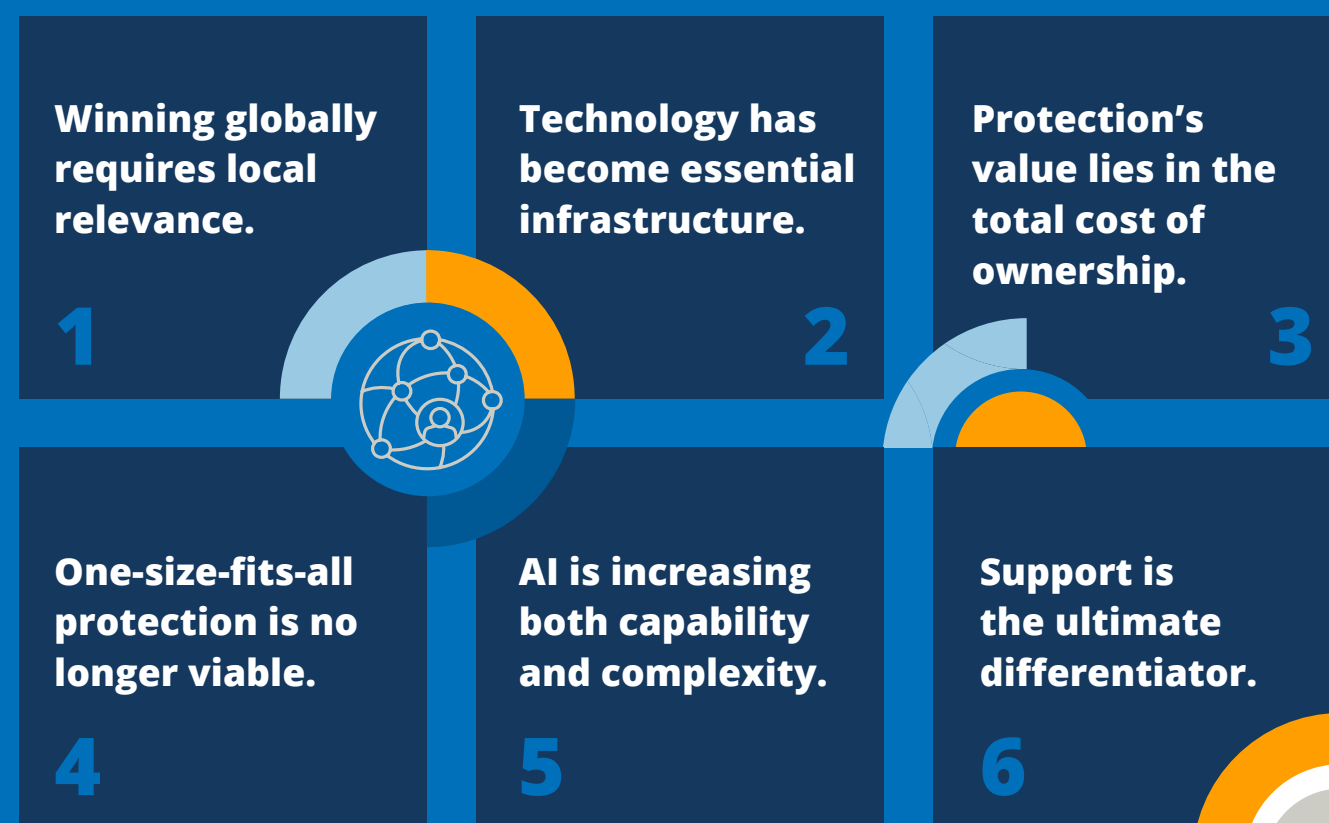 Winning globally
requires local
relevance.
1
Technology has
become essential
infrastructure.
2
Protection’s
value lies in the
total cost of
ownership.
3
One-size-fits-all
protection is no
longer viable.
4
AI is increasing
both capability
and complexity.
5
Support is
the ultimate
differentiator.
6